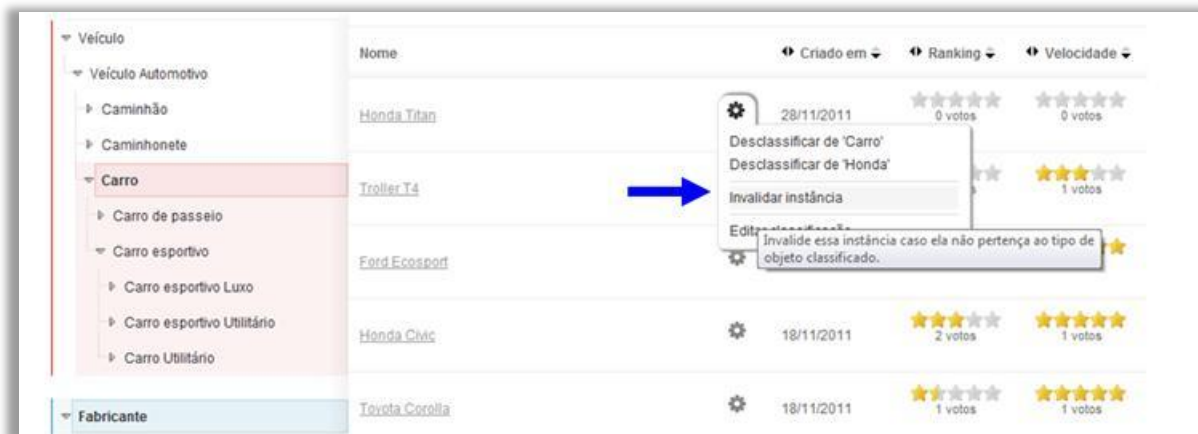 Veículo
Veículo Automotivo
Caminhão
Caminhonete
Carro
Carro de passeio
Carro esportivo
Carro esportivo Luxo
Carro esportivo Utilitário
Carro Utilitário
Fabricante
Nome Criado em Ranking Velocidade
Honda Titan 28/11/2011 0 votos 0 votos
Desclassificar de 'Carro'
Desclassificar de 'Honda'
Troller T4 1 votos
Invalidar instância
Invalide essa instância caso ela não pertença ao tipo de
objeto classificado.
Ford Ecosport
Honda Civic 18/11/2011 2 votos 1 votos
Toyota Corolla 18/11/2011 1 votos 1 votos